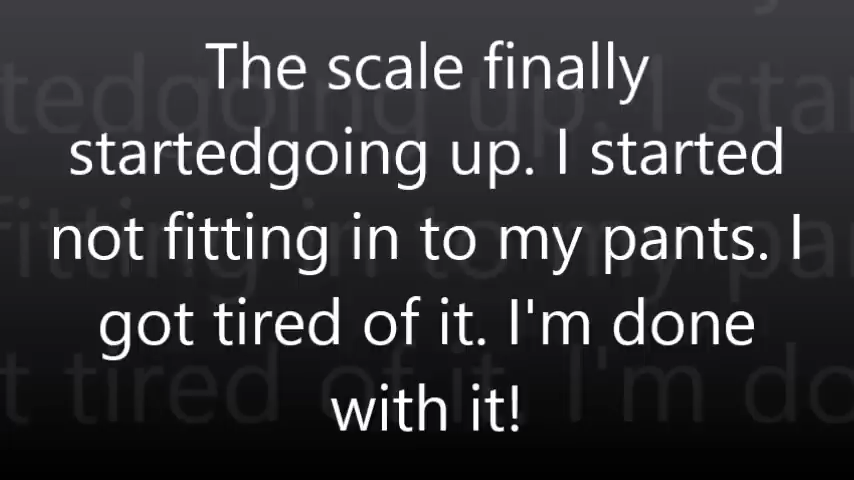 The scale finally
startedgoing up. I started
not fitting in to my pants. I
got tired of it. I'm done
with it!